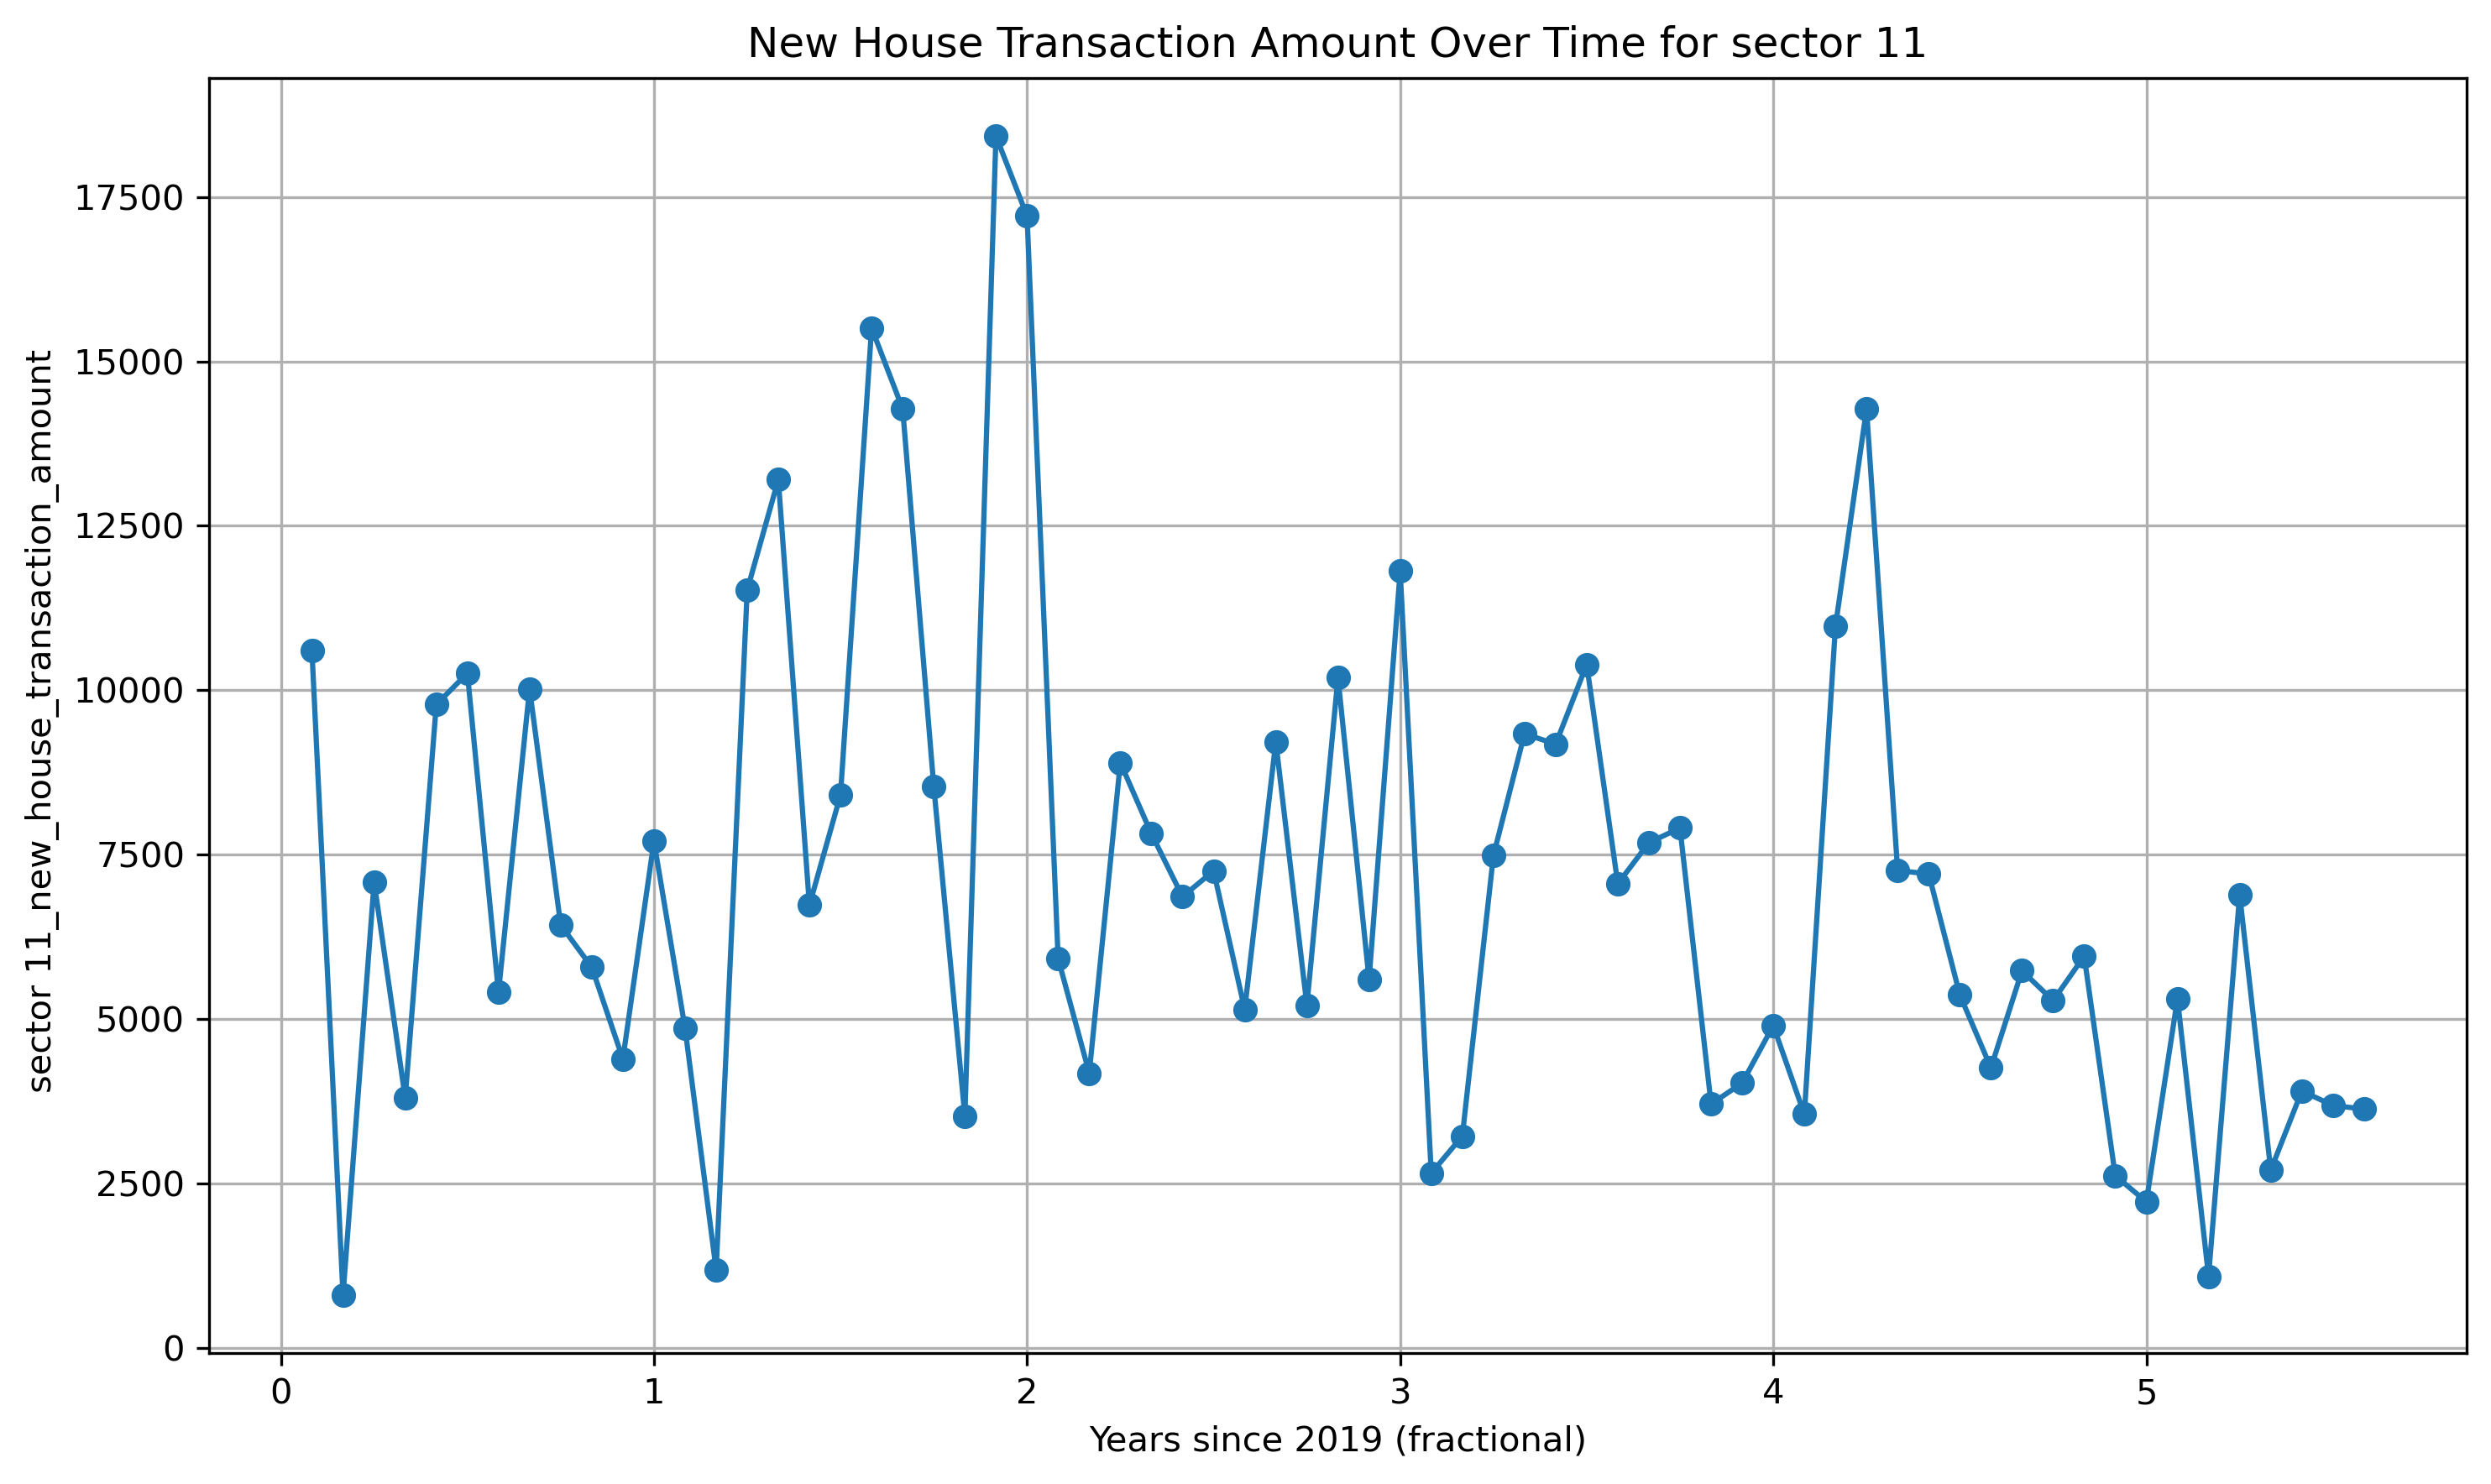 New House Transaction Amount Over Time for sector 11
sector 11_new_house_transaction_amount
17500
15000
12500
10000
7500
5000
2500
0
0 1 2 3 4 5
Years since 2019 (fractional)